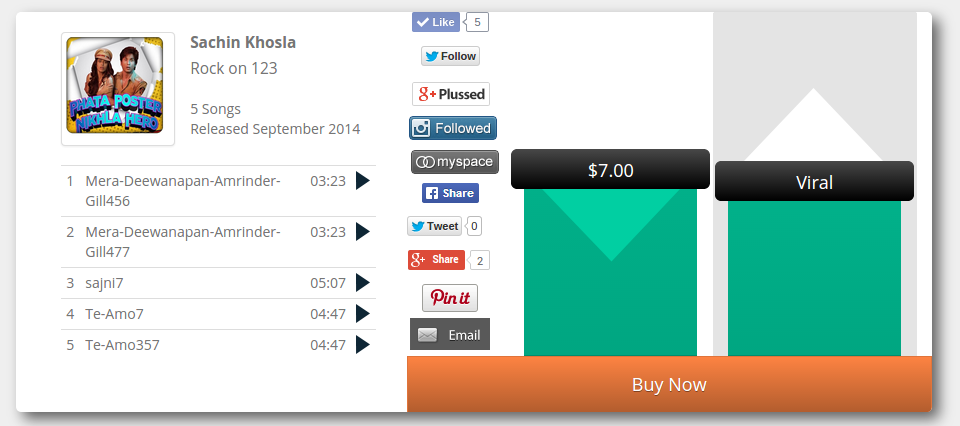 PHATA POSTER
NIKHLA HERO
Sachin Khosla
Rock on 123
5 Songs
Released September 2014
1 Mera-Deewanapan-Amrinder-Gill456 03:23
2 Mera-Deewanapan-Amrinder-Gill477 03:23
3 sajni7 05:07
4 Te-Amo7 04:47
5 Te-Amo357 04:47
Like 5
Follow
g+ Plussed
Followed
myspace
Share
Tweet 0
g+ Share 2
Pin it
Email
$7.00
Viral
Buy Now